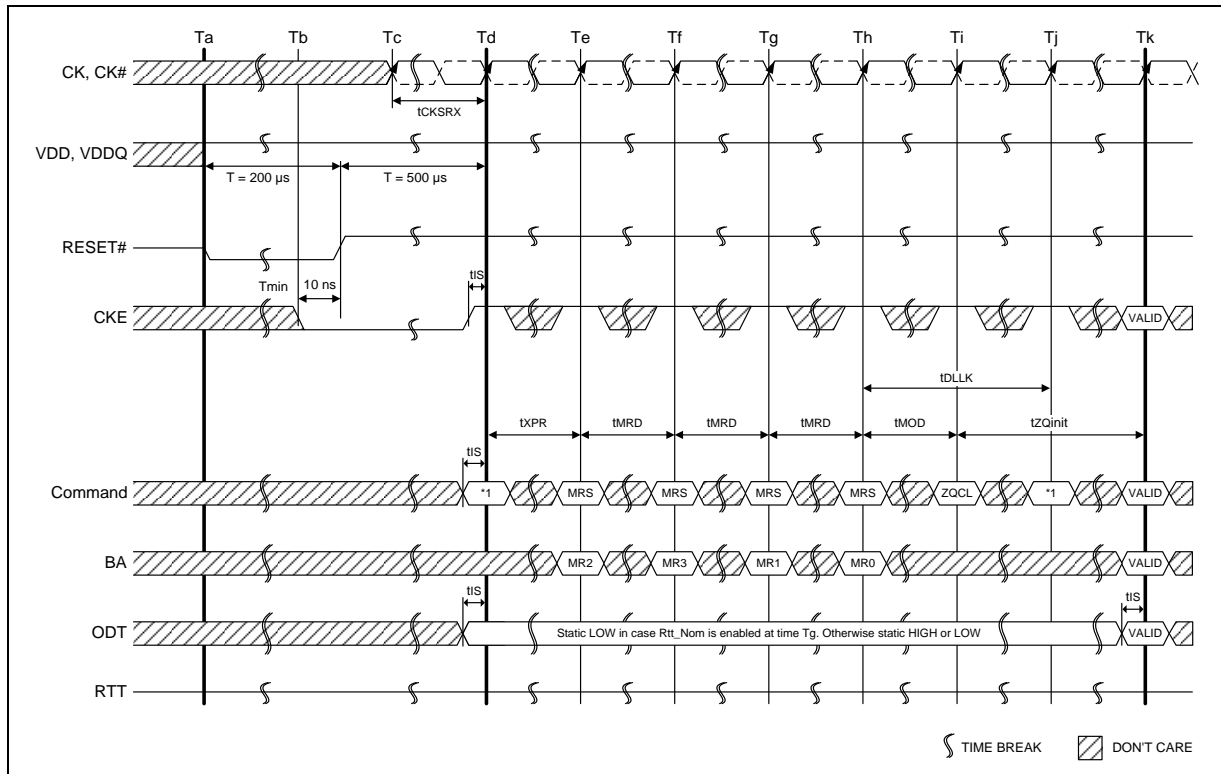 Ta Tb Tc Td Te Tf Tg Th Ti Tj Tk
CK, CK#
tCKSRX
VDD, VDDQ
T = 200 µs T = 500 µs
RESET#
Tmin 10 ns tIS
CKE VALID
tDLLK
tXPR tMRD tMRD tMRD tMOD tZQinit
tIS
Command *1 MRS MRS MRS MRS ZQCL *1 VALID
BA MR2 MR3 MR1 MR0 VALID
tIS tIS
ODT Static LOW in case Rtt_Nom is enabled at time Tg. Otherwise static HIGH or LOW VALID
RTT
TIME BREAK DON'T CARE